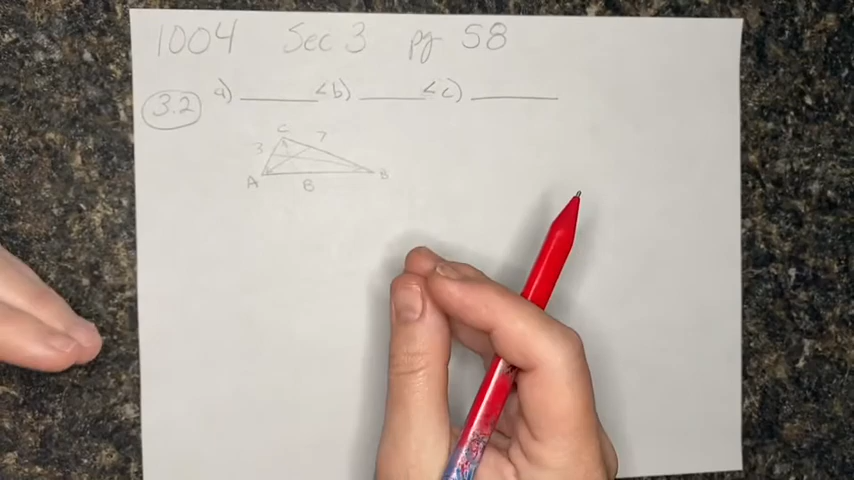 1004 Sec 3 pg 58
3.2 a) ____ < b) ____ < c) ____
C
3 7
A B B